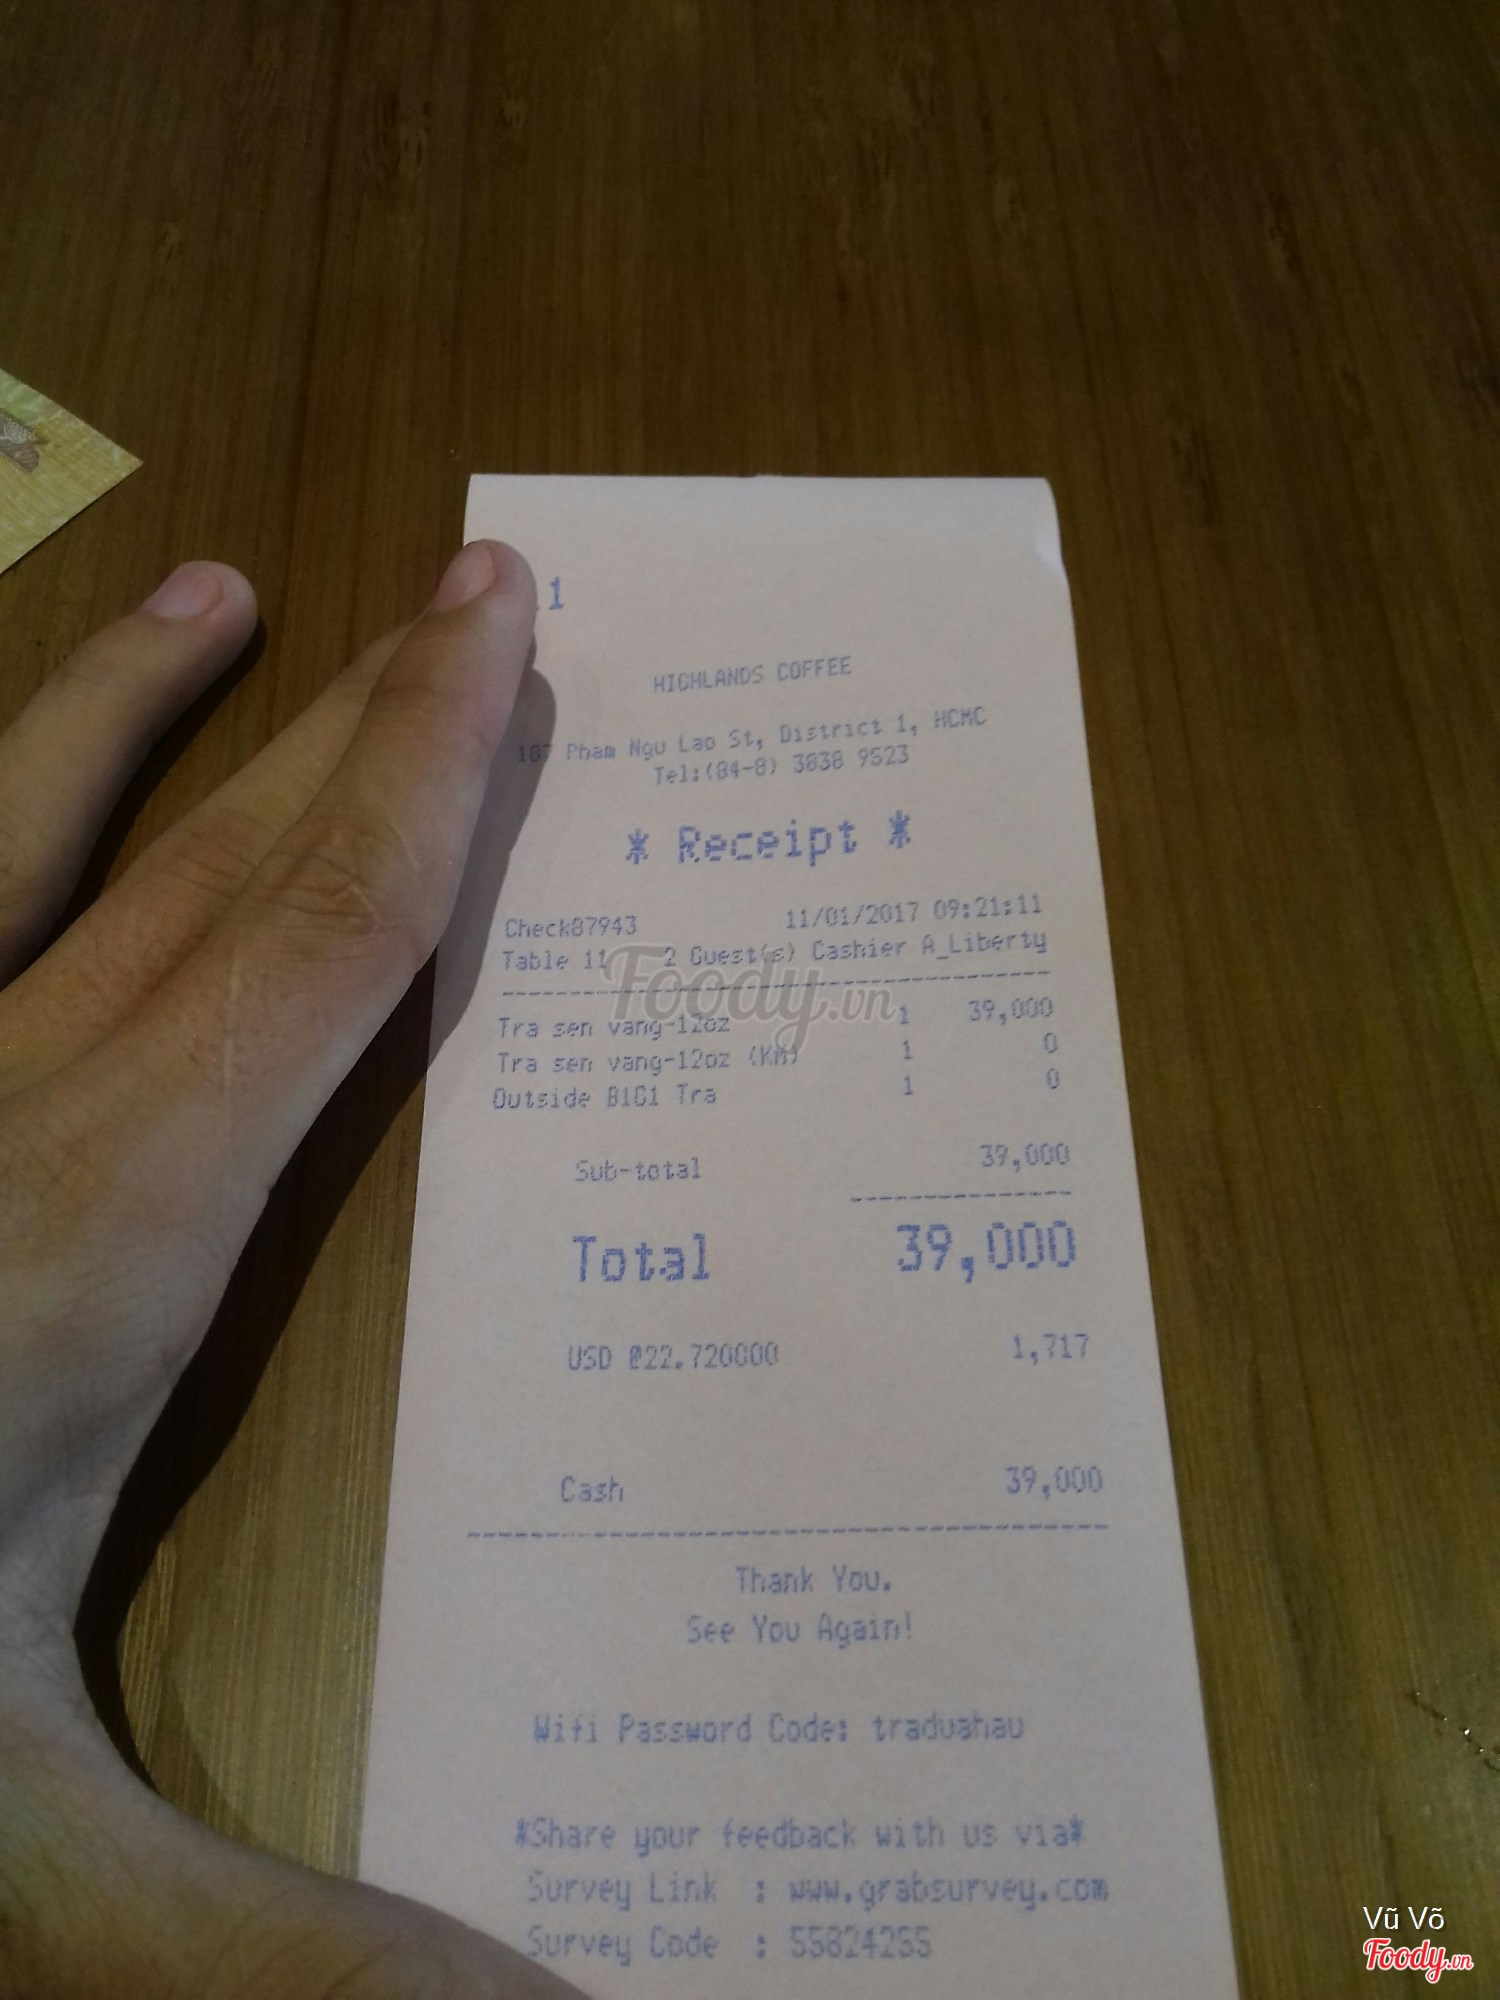 11
HIGHLANDS COFFEE
187 Pham Ngu Lao St, District 1, HCMC
Tel:(84-8) 3838 9523
* Receipt *
Check87943 11/01/2017 09:21:11
Table 11 2 Guest(s) Cashier A_Liberty
Tra sen vang-12oz 1 39,000
Tra sen vang-12oz (KM) 1 0
Outside B1G1 Tra 1 0
Sub-total 39,000
Total 39,000
USD @22.720000 1,717
Cash 39,000
Thank You.
See You Again!
Wifi Password Code: traduahau
*Share your feedback with us via*
Survey Link : www.grabsurvey.com
Survey Code : 55824255
Foody.vn
Vũ Võ
Foody.vn